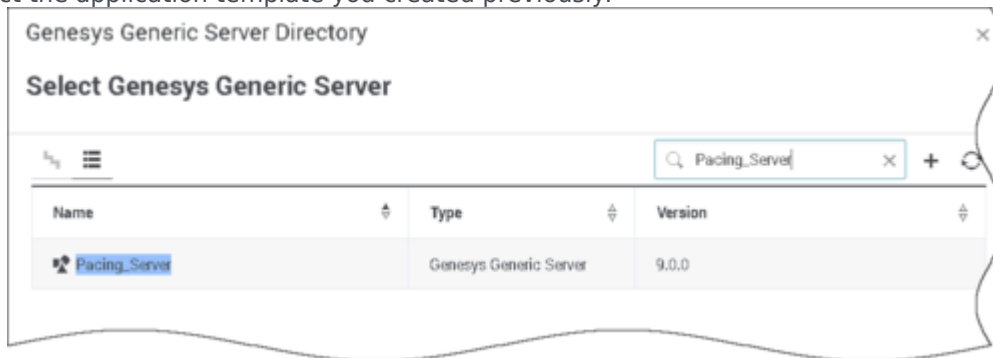 ct the application template you created previously.
Genesys Generic Server Directory
Select Genesys Generic Server
Pacing_Server
Name Type Version
Pacing_Server Genesys Generic Server 9.0.0